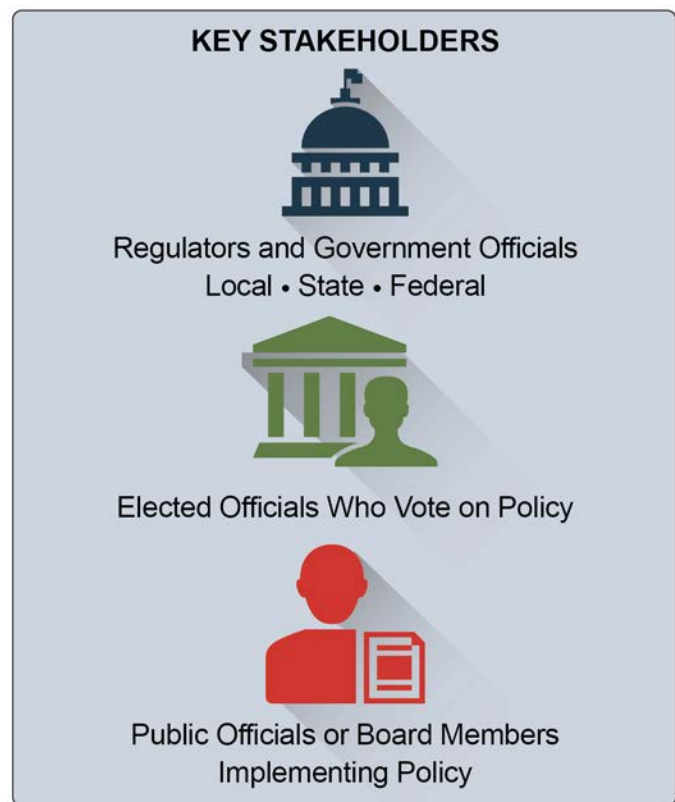 KEY STAKEHOLDERS
Regulators and Government Officials
Local • State • Federal
Elected Officials Who Vote on Policy
Public Officials or Board Members
Implementing Policy